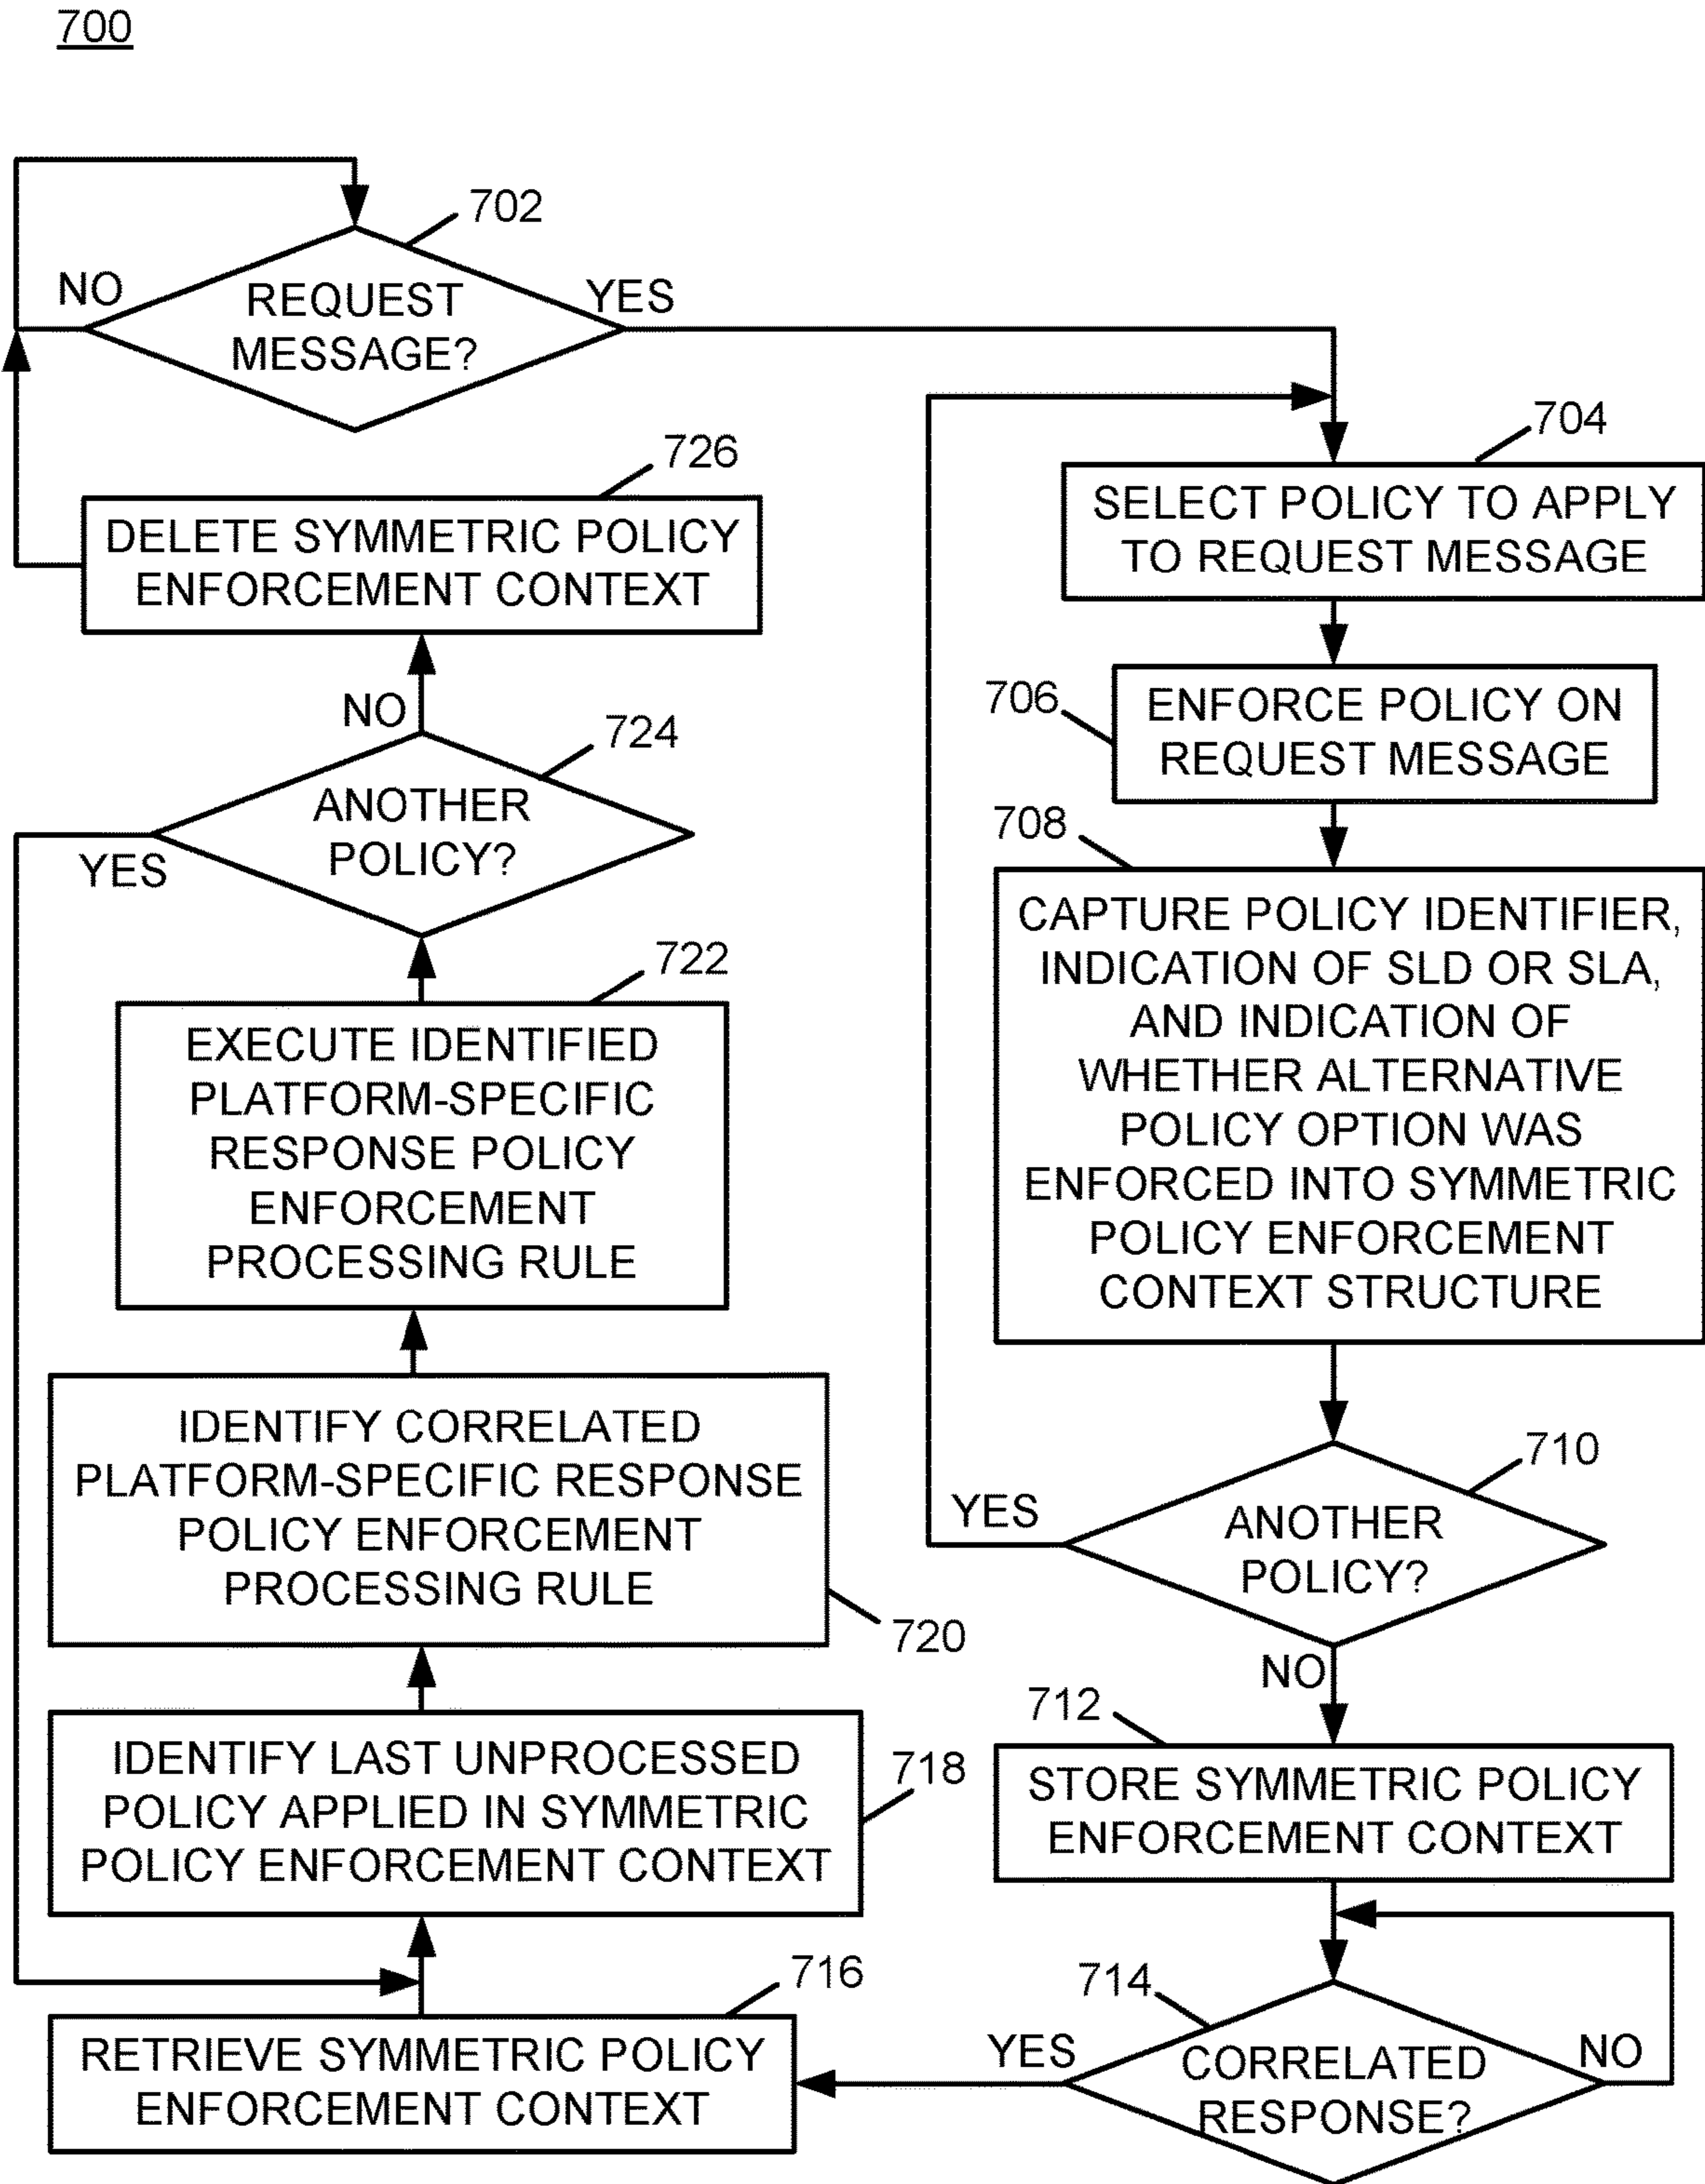 700
702
NO
REQUEST
MESSAGE?
YES
704
SELECT POLICY TO APPLY
TO REQUEST MESSAGE
706
ENFORCE POLICY ON
REQUEST MESSAGE
708
CAPTURE POLICY IDENTIFIER,
INDICATION OF SLD OR SLA,
AND INDICATION OF
WHETHER ALTERNATIVE
POLICY OPTION WAS
ENFORCED INTO SYMMETRIC
POLICY ENFORCEMENT
CONTEXT STRUCTURE
710
YES
ANOTHER
POLICY?
NO
712
STORE SYMMETRIC POLICY
ENFORCEMENT CONTEXT
714
YES
CORRELATED
RESPONSE?
NO
716
RETRIEVE SYMMETRIC POLICY
ENFORCEMENT CONTEXT
718
IDENTIFY LAST UNPROCESSED
POLICY APPLIED IN SYMMETRIC
POLICY ENFORCEMENT CONTEXT
720
IDENTIFY CORRELATED
PLATFORM-SPECIFIC RESPONSE
POLICY ENFORCEMENT
PROCESSING RULE
722
EXECUTE IDENTIFIED
PLATFORM-SPECIFIC
RESPONSE POLICY
ENFORCEMENT
PROCESSING RULE
724
ANOTHER
POLICY?
YES
NO
726
DELETE SYMMETRIC POLICY
ENFORCEMENT CONTEXT